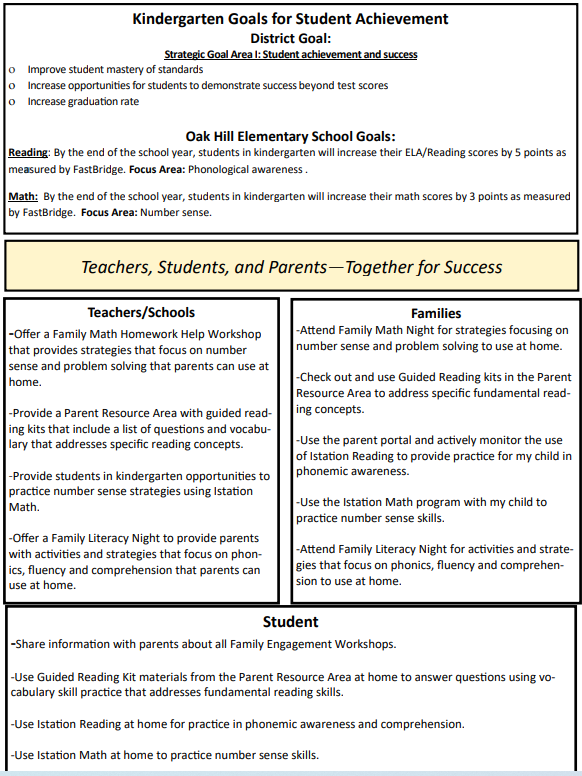 Kindergarten Goals for Student Achievement
District Goal:
Strategic Goal Area I: Student achievement and success
o Improve student mastery of standards
o Increase opportunities for students to demonstrate success beyond test scores
o Increase graduation rate
Oak Hill Elementary School Goals:
Reading: By the end of the school year, students in kindergarten will increase their ELA/Reading scores by 5 points as
measured by FastBridge. Focus Area: Phonological awareness .
Math: By the end of the school year, students in kindergarten will increase their math scores by 3 points as measured
by FastBridge. Focus Area: Number sense.
Teachers, Students, and Parents—Together for Success
Teachers/Schools
-Offer a Family Math Homework Help Workshop
that provides strategies that focus on number
sense and problem solving that parents can use at
home.
-Provide a Parent Resource Area with guided read-
ing kits that include a list of questions and vocabu-
lary that addresses specific reading concepts.
-Provide students in kindergarten opportunities to
practice number sense strategies using Istation
Math.
-Offer a Family Literacy Night to provide parents
with activities and strategies that focus on phon-
ics, fluency and comprehension that parents can
use at home.
Families
-Attend Family Math Night for strategies focusing on
number sense and problem solving to use at home.
-Check out and use Guided Reading kits in the Parent
Resource Area to address specific fundamental read-
ing concepts.
-Use the parent portal and actively monitor the use
of Istation Reading to provide practice for my child in
phonemic awareness.
-Use the Istation Math program with my child to
practice number sense skills.
-Attend Family Literacy Night for activities and strate-
gies that focus on phonics, fluency and comprehen-
sion to use at home.
Student
-Share information with parents about all Family Engagement Workshops.
-Use Guided Reading Kit materials from the Parent Resource Area at home to answer questions using vo-
cabulary skill practice that addresses fundamental reading skills.
-Use Istation Reading at home for practice in phonemic awareness and comprehension.
-Use Istation Math at home to practice number sense skills.